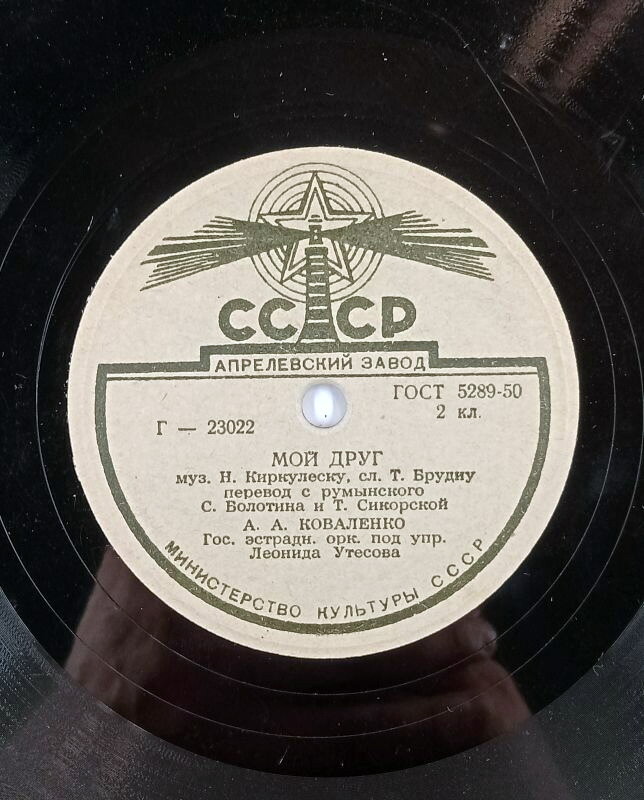 СССР
АПРЕЛЕВСКИЙ ЗАВОД
ГОСТ 5289-50
2 кл.
Г — 23022
МОЙ ДРУГ
муз. Н. Киркулеску, сл. Т. Брудиу
перевод с румынского
С. Болотина и Т. Сикорской
А. А. КОВАЛЕНКО
Гос. эстрадн. орк. под упр.
Леонида Утесова
МИНИСТЕРСТВО КУЛЬТУРЫ СССР